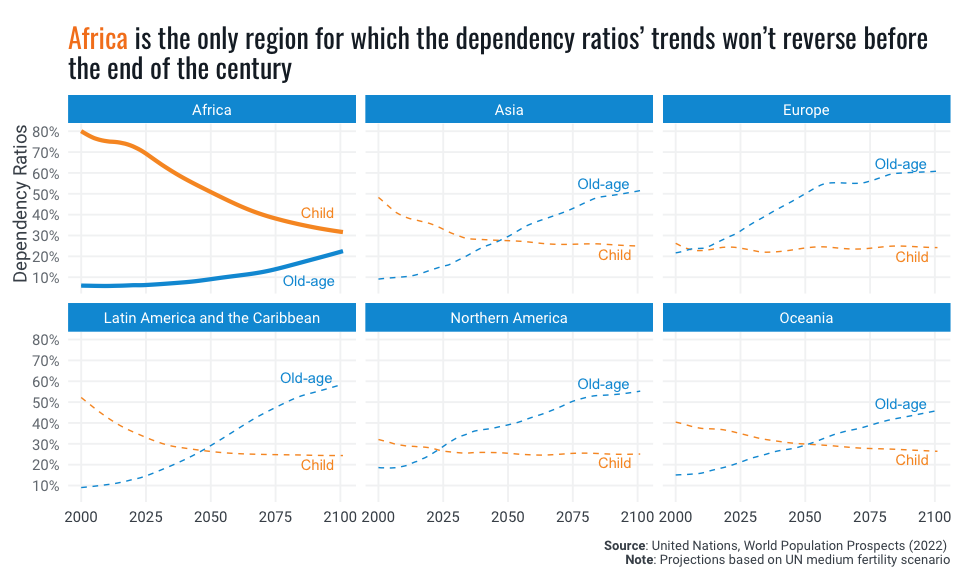 Africa is the only region for which the dependency ratios’ trends won’t reverse before
the end of the century
Africa
Asia
Europe
Dependency Ratios
80%
70%
60%
50%
40%
30%
20%
10%
Child
Old-age
Old-age
Child
Old-age
Child
Latin America and the Caribbean
Northern America
Oceania
80%
70%
60%
50%
40%
30%
20%
10%
Old-age
Child
Old-age
Child
Old-age
Child
2000 2025 2050 2075 2100 2000 2025 2050 2075 2100 2000 2025 2050 2075 2100
Source: United Nations, World Population Prospects (2022)
Note: Projections based on UN medium fertility scenario